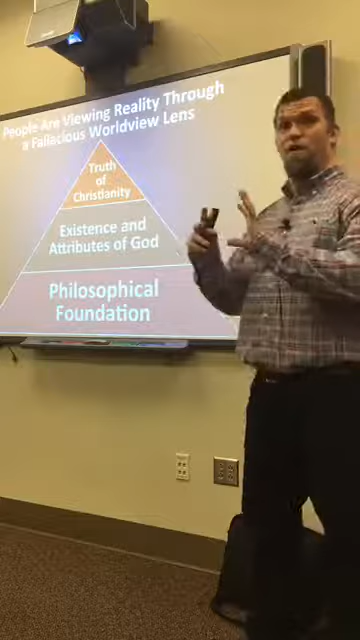 People Are Viewing Reality Through
a Fallacious Worldview Lens
Truth
of
Christianity
Existence and
Attributes of God
Philosophical
Foundation